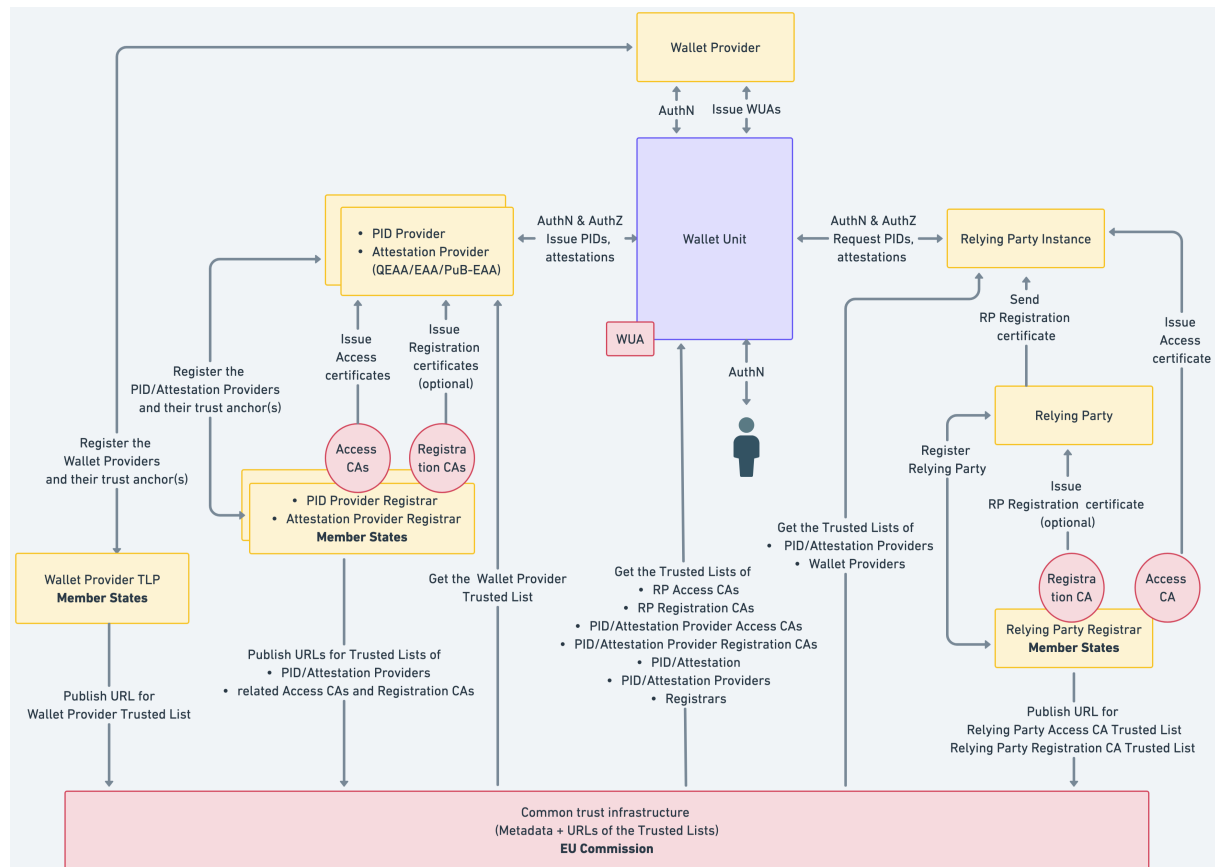 Wallet Provider
AuthN
Issue WUAs
• PID Provider
• Attestation Provider
(QEAA/EAA/PuB-EAA)
AuthN & AuthZ
Issue PIDs,
attestations
Wallet Unit
AuthN & AuthZ
Request PIDs,
attestations
Relying Party Instance
WUA
AuthN
Issue
Access
certificates
Issue
Registration
certificates
(optional)
Send
RP Registration
certificate
Issue
Access
certificate
Register the
PID/Attestation Providers
and their trust anchor(s)
Relying Party
Register the
Wallet Providers
and their trust anchor(s)
Access
CAs
Registra
tion CAs
Register
Relying Party
Issue
RP Registration certificate
(optional)
• PID Provider Registrar
• Attestation Provider Registrar
Member States
Get the Trusted Lists of
• PID/Attestation Providers
• Wallet Providers
Wallet Provider TLP
Member States
Get the Wallet Provider
Trusted List
Get the Trusted Lists of
• RP Access CAs
• RP Registration CAs
• PID/Attestation Provider Access CAs
• PID/Attestation Provider Registration CAs
• PID/Attestation
• PID/Attestation Providers
• Registrars
Registra
tion CA
Access
CA
Relying Party Registrar
Member States
Publish URLs for Trusted Lists of
• PID/Attestation Providers
• related Access CAs and Registration CAs
Publish URL for
Wallet Provider Trusted List
Publish URL for
Relying Party Access CA Trusted List
Relying Party Registration CA Trusted List
Common trust infrastructure
(Metadata + URLs of the Trusted Lists)
EU Commission